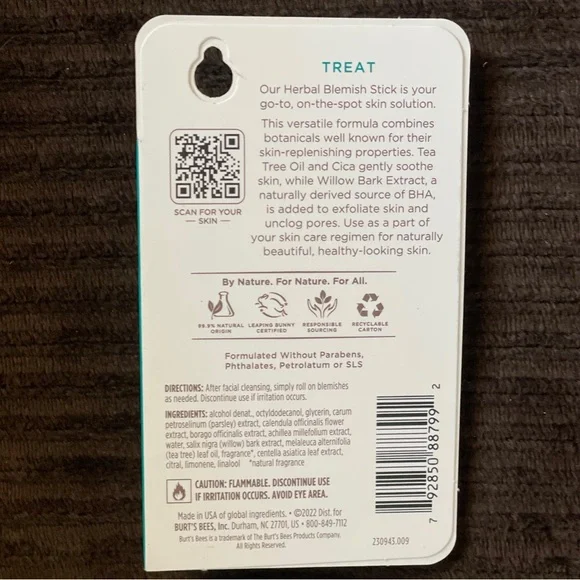 TREAT
Our Herbal Blemish Stick is your
go-to, on-the-spot skin solution.
This versatile formula combines
botanicals well known for their
skin-replenishing properties. Tea
Tree Oil and Cica gently soothe
skin, while Willow Bark Extract, a
naturally derived source of BHA,
is added to exfoliate skin and
unclog pores. Use as a part of
your skin care regimen for naturally
beautiful, healthy-looking skin.
SCAN FOR YOUR
— SKIN —
By Nature. For Nature. For All.
99.9% NATURAL ORIGIN
LEAPING BUNNY CERTIFIED
RESPONSIBLE SOURCING
RECYCLABLE CARTON
Formulated Without Parabens,
Phthalates, Petrolatum or SLS
DIRECTIONS: After facial cleansing, simply roll on blemishes
as needed. Discontinue use if irritation occurs.
INGREDIENTS: alcohol denat., octyldodecanol, glycerin, carum
petroselinum (parsley) extract, calendula officinalis flower
extract, borago officinalis extract, achillea millefolium extract,
water, salix nigra (willow) bark extract, melaleuca alternifolia
(tea tree) leaf oil, fragrance*, centella asiatica leaf extract,
citral, limonene, linalool *natural fragrance
CAUTION: FLAMMABLE. DISCONTINUE USE
IF IRRITATION OCCURS. AVOID EYE AREA.
Made in USA of global ingredients. • ©2022 Dist. for
BURT'S BEES, Inc. Durham, NC 27701, US • 800-849-7112
Burt's Bees is a trademark of The Burt's Bees Products Company.
All Rights Reserved.
7 92850 88799 2
230943.009